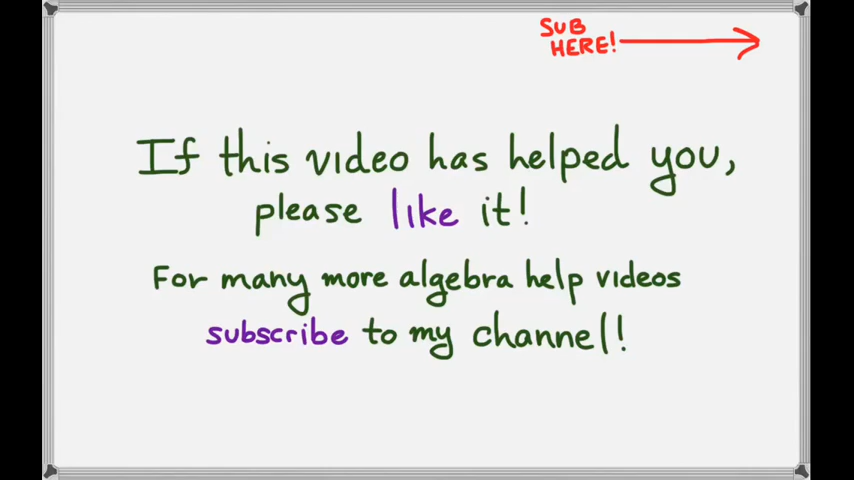 SUB
HERE!
If this video has helped you,
please like it!
For many more algebra help videos
subscribe to my channel!